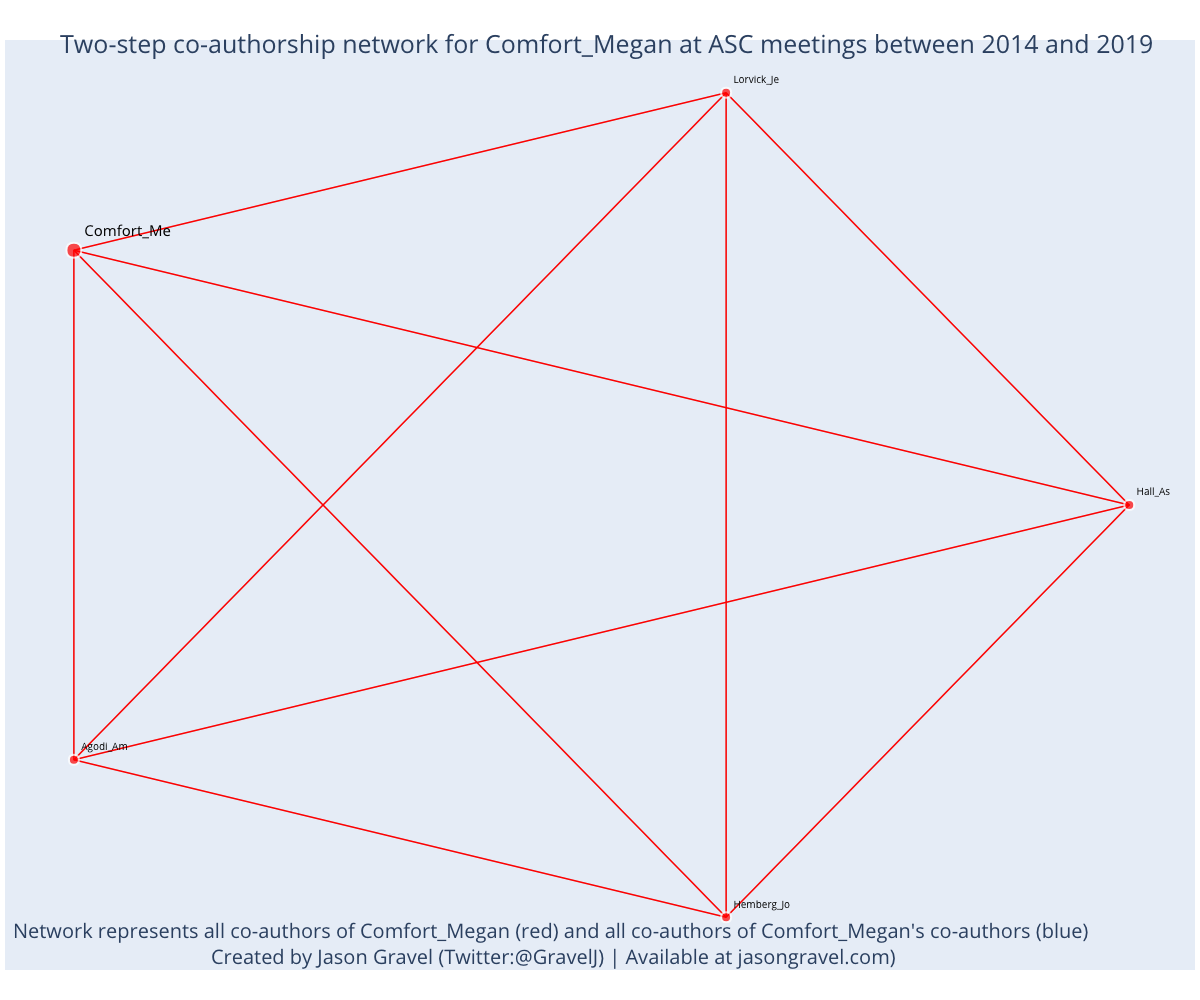 Two-step co-authorship network for Comfort_Megan at ASC meetings between 2014 and 2019
Lorvick_Je
Comfort_Me
Hall_As
Agodi_Am
Hemberg_Jo
Network represents all co-authors of Comfort_Megan (red) and all co-authors of Comfort_Megan's co-authors (blue)
Created by Jason Gravel (Twitter:@GravelJ) | Available at jasongravel.com)